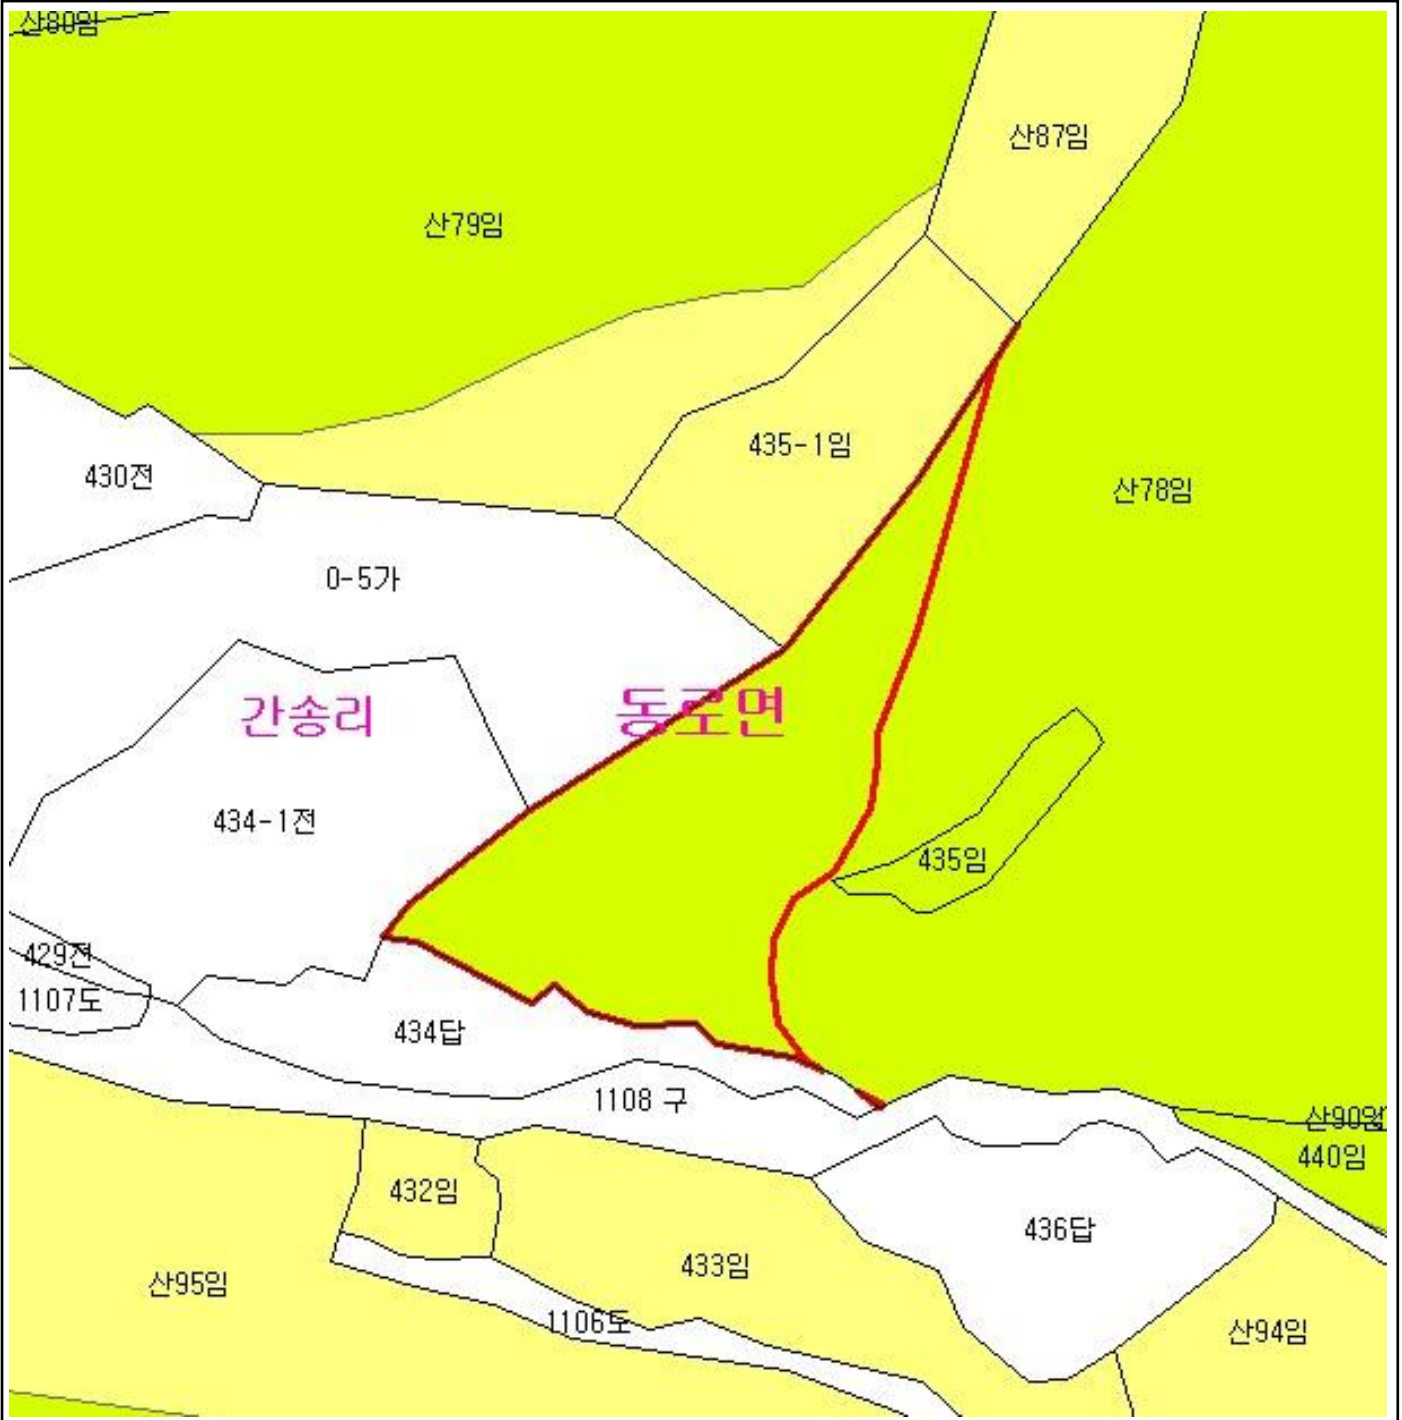 산80임
산87임
산79임
435-1임
430전
산78임
0-5가
간송리
동로면
434-1전
435임
429전
1107도
434답
1108 구
산90임
440임
432임
436답
433임
산95임
1106도
산94임